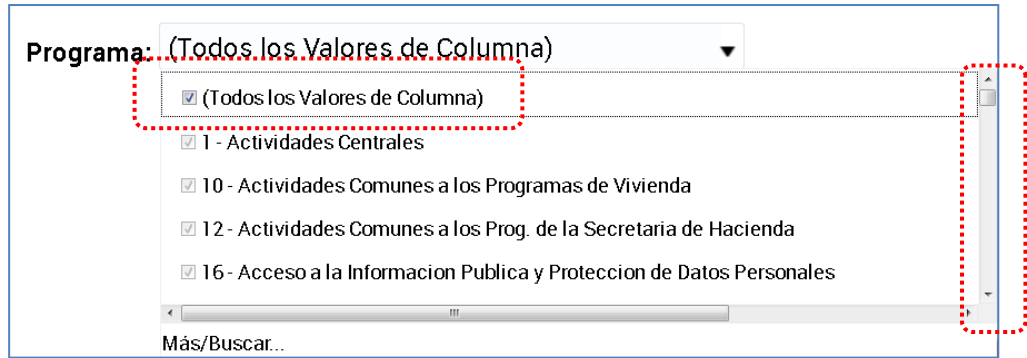 Programa: (Todos los Valores de Columna)
(Todos los Valores de Columna)
1 - Actividades Centrales
10 - Actividades Comunes a los Programas de Vivienda
12 - Actividades Comunes a los Prog. de la Secretaria de Hacienda
16 - Acceso a la Informacion Publica y Proteccion de Datos Personales
Más/Buscar...